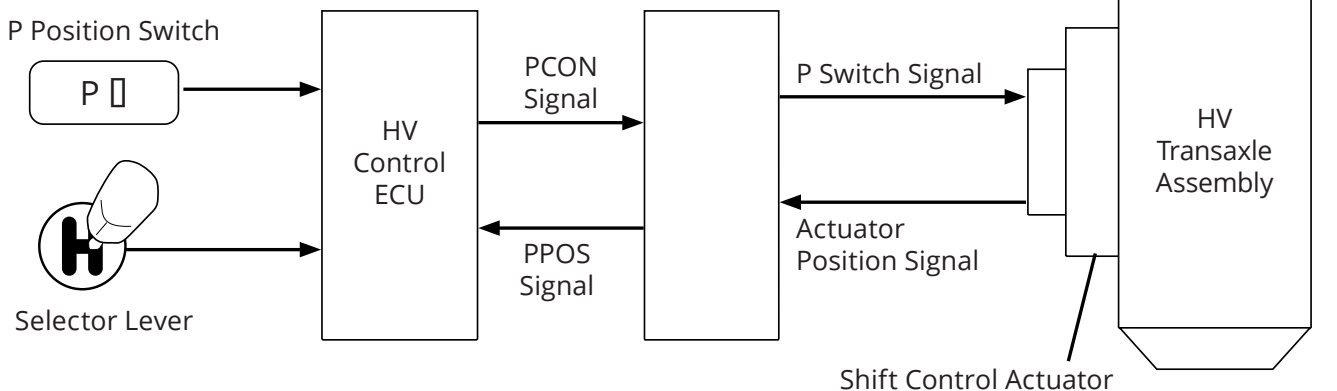 P Position Switch
P
HV
Control
ECU
PCON
Signal
PPOS
Signal
P Switch Signal
Actuator
Position Signal
HV
Transaxle
Assembly
Selector Lever
Shift Control Actuator